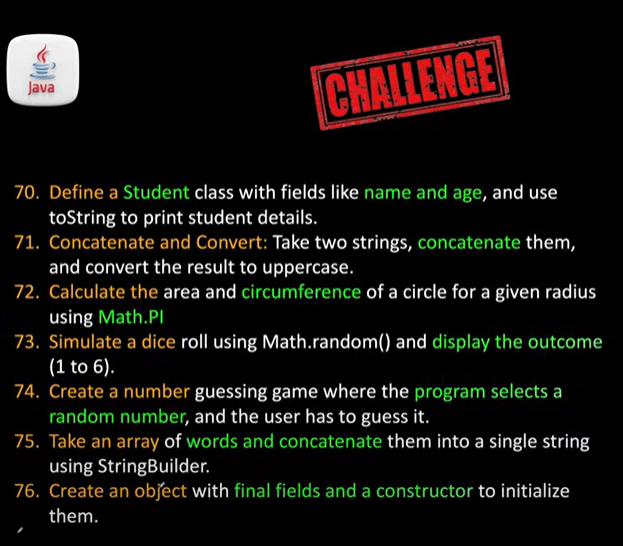 Java
CHALLENGE
70. Define a Student class with fields like name and age, and use
toString to print student details.
71. Concatenate and Convert: Take two strings, concatenate them,
and convert the result to uppercase.
72. Calculate the area and circumference of a circle for a given radius
using Math.PI
73. Simulate a dice roll using Math.random() and display the outcome
(1 to 6).
74. Create a number guessing game where the program selects a
random number, and the user has to guess it.
75. Take an array of words and concatenate them into a single string
using StringBuilder.
76. Create an object with final fields and a constructor to initialize
them.